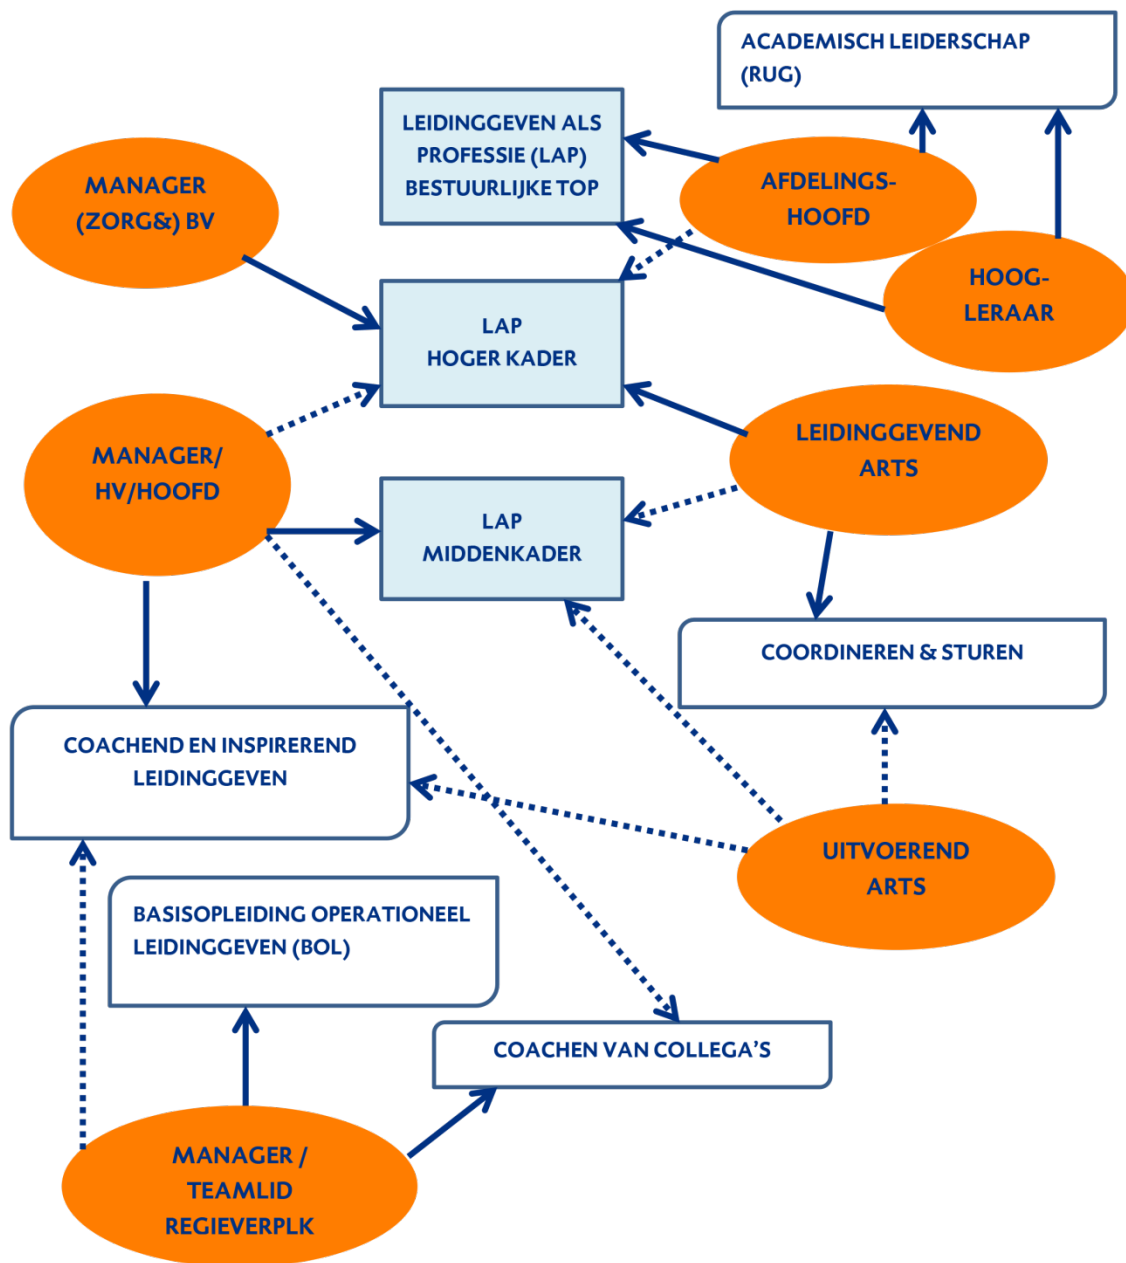 ACADEMISCH LEIDERSCHAP
(RUG)
LEIDINGGEVEN ALS
PROFESSIE (LAP)
BESTUURLIJKE TOP
AFDELINGS-
HOOFD
MANAGER
(ZORG&) BV
HOOG-
LERAAR
LAP
HOGER KADER
LEIDINGGEVEND
ARTS
MANAGER/
HV/HOOFD
LAP
MIDDENKADER
COORDINEREN & STUREN
COACHEND EN INSPIREREND
LEIDINGGEVEN
UITVOEREND
ARTS
BASISOPLEIDING OPERATIONEEL
LEIDINGGEVEN (BOL)
COACHEN VAN COLLEGA’S
MANAGER /
TEAMLID
REGIEVERPLK